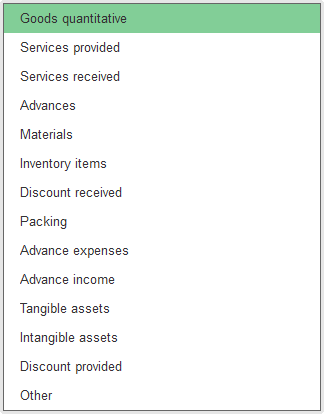 Goods quantitative
Services provided
Services received
Advances
Materials
Inventory items
Discount received
Packing
Advance expenses
Advance income
Tangible assets
Intangible assets
Discount provided
Other